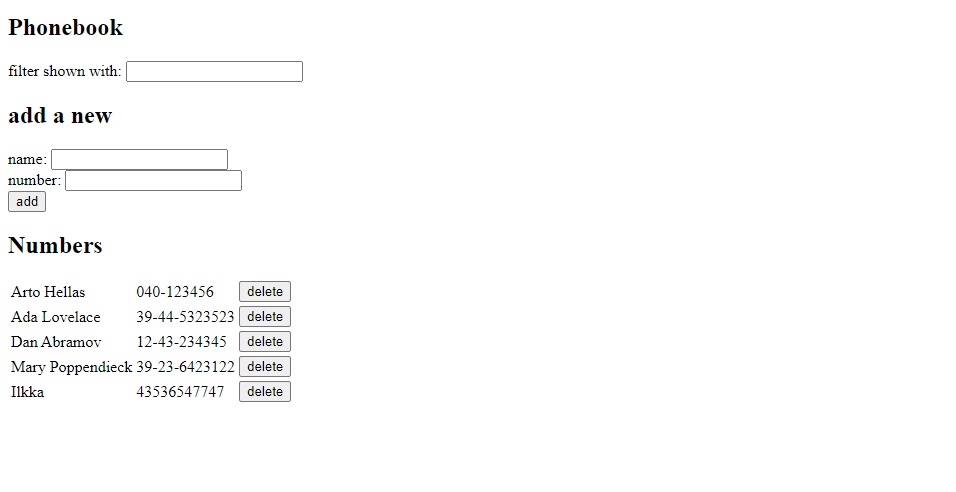 Phonebook
filter shown with:
add a new
name:
number:
add
Numbers
Arto Hellas 040-123456 delete
Ada Lovelace 39-44-5323523 delete
Dan Abramov 12-43-234345 delete
Mary Poppendieck 39-23-6423122 delete
Ilkka 43536547747 delete